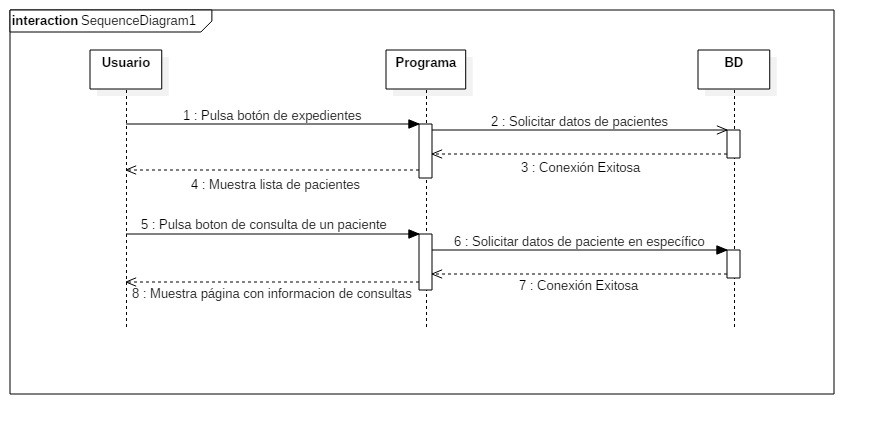 interaction SequenceDiagram1
Usuario
Programa
BD
1 : Pulsa botón de expedientes
2 : Solicitar datos de pacientes
3 : Conexión Exitosa
4 : Muestra lista de pacientes
5 : Pulsa boton de consulta de un paciente
6 : Solicitar datos de paciente en específico
7 : Conexión Exitosa
8 : Muestra página con informacion de consultas